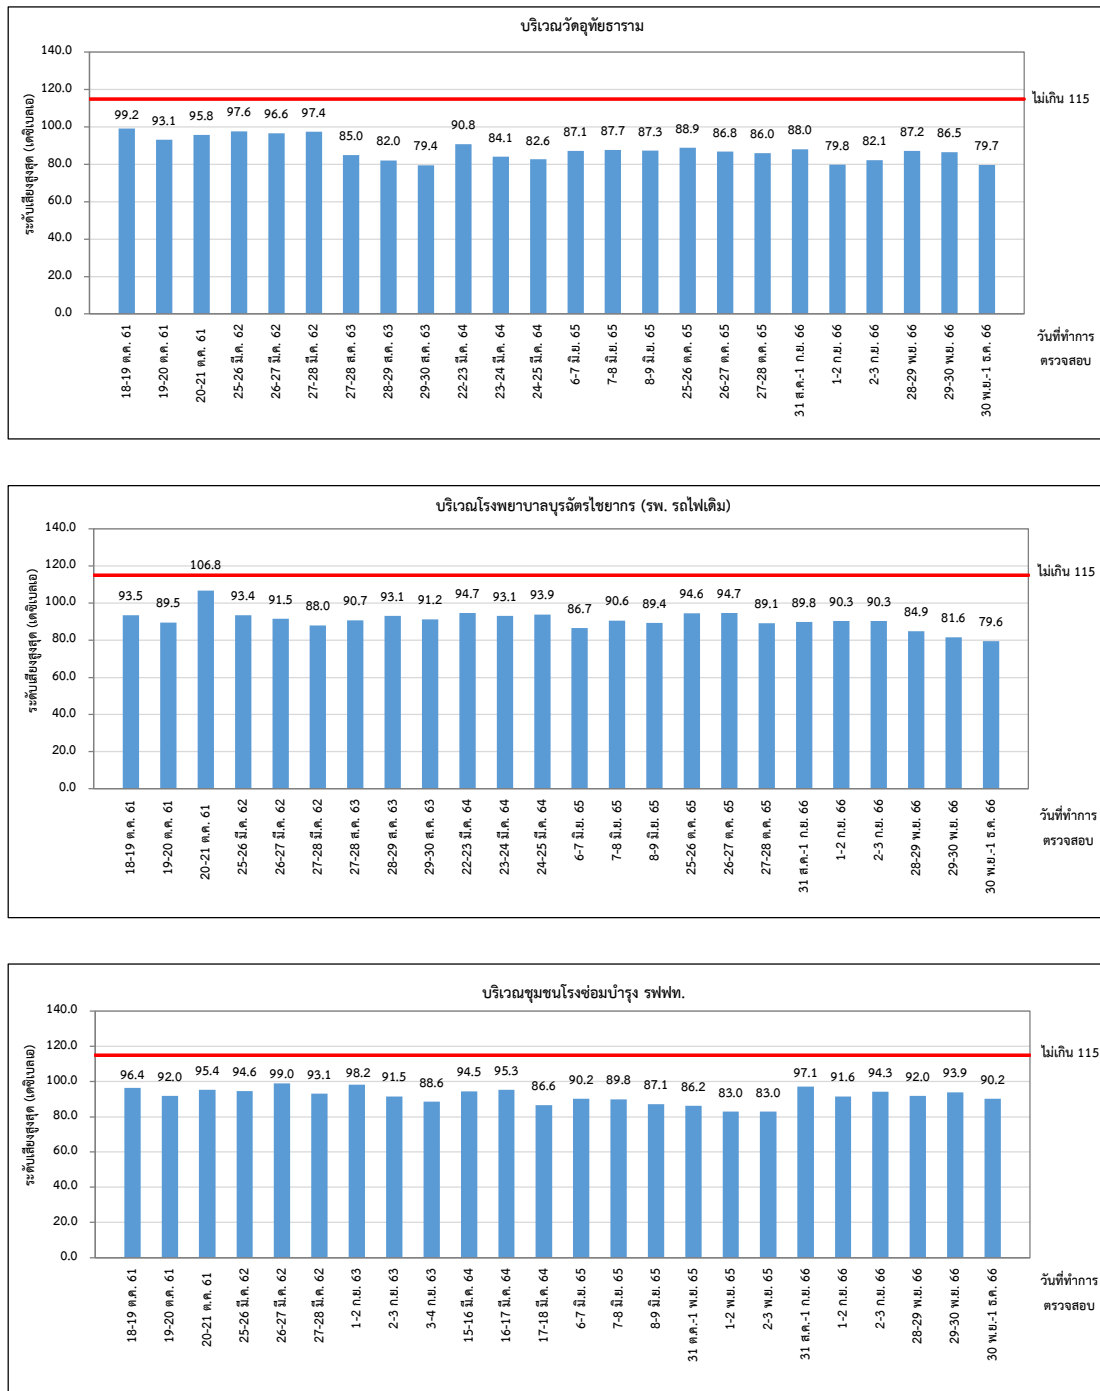 บริเวณวัดอุทัยธาราม
ระดับเสียงสูงสุด (เดซิเบลเอ)
140.0
120.0
100.0
80.0
60.0
40.0
20.0
0.0
ไม่เกิน 115
99.2 93.1 95.8 97.6 96.6 97.4 85.0 82.0 79.4 90.8 84.1 82.6 87.1 87.7 87.3 88.9 86.8 86.0 88.0 79.8 82.1 87.2 86.5 79.7
18-19 ต.ค. 61
19-20 ต.ค. 61
20-21 ต.ค. 61
25-26 มี.ค. 62
26-27 มี.ค. 62
27-28 มี.ค. 62
27-28 ส.ค. 63
28-29 ส.ค. 63
29-30 ส.ค. 63
22-23 มี.ค. 64
23-24 มี.ค. 64
24-25 มี.ค. 64
6-7 มิ.ย. 65
7-8 มิ.ย. 65
8-9 มิ.ย. 65
25-26 ต.ค. 65
26-27 ต.ค. 65
27-28 ต.ค. 65
31 ส.ค.-1 ก.ย. 66
1-2 ก.ย. 66
2-3 ก.ย. 66
28-29 พ.ย. 66
29-30 พ.ย. 66
30 พ.ย.-1 ธ.ค. 66
วันที่ทำการ
ตรวจสอบ
บริเวณโรงพยาบาลบุรฉัตรไชยากร (รพ. รถไฟเดิม)
ระดับเสียงสูงสุด (เดซิเบลเอ)
140.0
120.0
100.0
80.0
60.0
40.0
20.0
0.0
ไม่เกิน 115
93.5 89.5 106.8 93.4 91.5 88.0 90.7 93.1 91.2 94.7 93.1 93.9 86.7 90.6 89.4 94.6 94.7 89.1 89.8 90.3 90.3 84.9 81.6 79.6
18-19 ต.ค. 61
19-20 ต.ค. 61
20-21 ต.ค. 61
25-26 มี.ค. 62
26-27 มี.ค. 62
27-28 มี.ค. 62
27-28 ส.ค. 63
28-29 ส.ค. 63
29-30 ส.ค. 63
22-23 มี.ค. 64
23-24 มี.ค. 64
24-25 มี.ค. 64
6-7 มิ.ย. 65
7-8 มิ.ย. 65
8-9 มิ.ย. 65
25-26 ต.ค. 65
26-27 ต.ค. 65
27-28 ต.ค. 65
31 ส.ค.-1 ก.ย. 66
1-2 ก.ย. 66
2-3 ก.ย. 66
28-29 พ.ย. 66
29-30 พ.ย. 66
30 พ.ย.-1 ธ.ค. 66
วันที่ทำการ
ตรวจสอบ
บริเวณชุมชนโรงซ่อมบำรุง รฟฟท.
ระดับเสียงสูงสุด (เดซิเบลเอ)
140.0
120.0
100.0
80.0
60.0
40.0
20.0
0.0
ไม่เกิน 115
96.4 92.0 95.4 94.6 99.0 93.1 98.2 91.5 88.6 94.5 95.3 86.6 90.2 89.8 87.1 86.2 83.0 83.0 97.1 91.6 94.3 92.0 93.9 90.2
18-19 ต.ค. 61
19-20 ต.ค. 61
20-21 ต.ค. 61
25-26 มี.ค. 62
26-27 มี.ค. 62
27-28 มี.ค. 62
1-2 ก.ย. 63
2-3 ก.ย. 63
3-4 ก.ย. 63
15-16 มี.ค. 64
16-17 มี.ค. 64
17-18 มี.ค. 64
6-7 มิ.ย. 65
7-8 มิ.ย. 65
8-9 มิ.ย. 65
31 ต.ค.-1 พ.ย. 65
1-2 พ.ย. 65
2-3 พ.ย. 65
31 ส.ค.-1 ก.ย. 66
1-2 ก.ย. 66
2-3 ก.ย. 66
28-29 พ.ย. 66
29-30 พ.ย. 66
30 พ.ย.-1 ธ.ค. 66
วันที่ทำการ
ตรวจสอบ